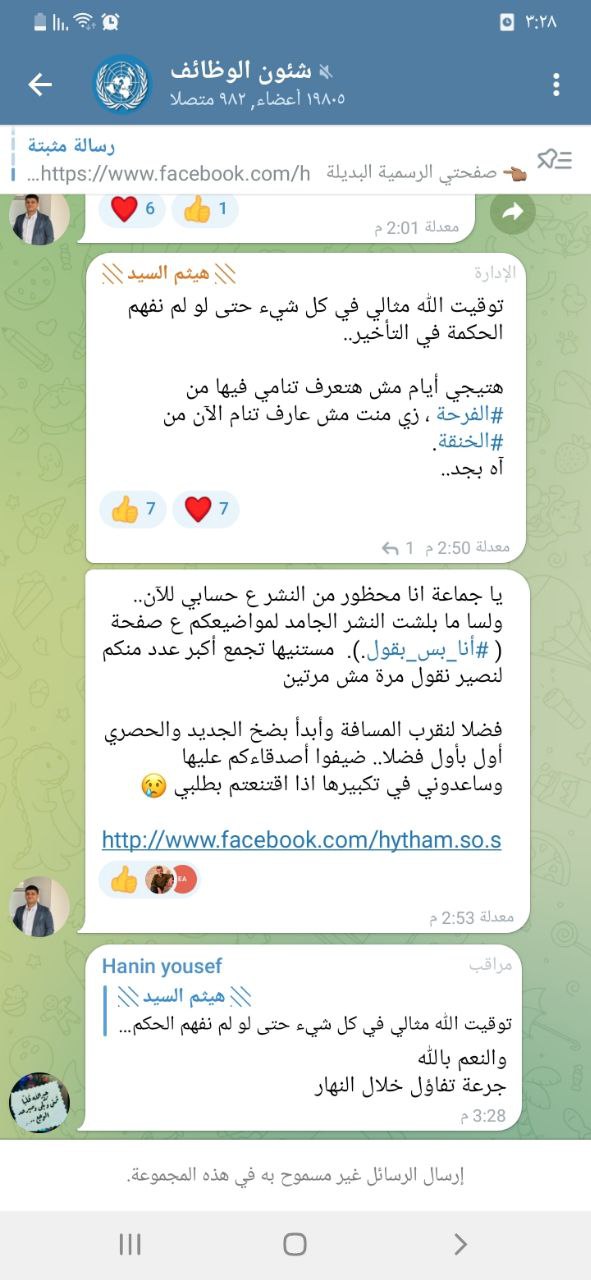 ٣:٢٨
شئون الوظائف
١٩٨٠٥ أعضاء, ٩٨٢ متصلا
رسالة مثبتة
صفحتي الرسمية البديلة https://www.facebook.com/h...
6 1
معدلة 2:01 م
هيثم السيد
الإدارة
توقيت الله مثالي في كل شيء حتى لو لم نفهم
الحكمة في التأخير..
هتيجي أيام مش هتعرف تنامي فيها من
#الفرحة ، زي منت مش عارف تنام الآن من
#الخنقة.
آه بجد..
7 7
معدلة 2:50 م 1
يا جماعة انا محظور من النشر ع حسابي للآن..
ولسا ما بلشت النشر الجامد لمواضيعكم ع صفحة
( #أنا_بس_بقول.). مستنيها تجمع أكبر عدد منكم
لنصير نقول مرة مش مرتين
فضلا لنقرب المسافة وأبدأ بضخ الجديد والحصري
أول بأول فضلا.. ضيفوا أصدقاءكم عليها
وساعدوني في تكبيرها اذا اقتنعتم بطلبي 😢
http://www.facebook.com/hytham.so.s
EA
معدلة 2:53 م
Hanin yousef
مراقب
هيثم السيد
توقيت الله مثالي في كل شيء حتى لو لم نفهم الحكم...
والنعم بالله
جرعة تفاؤل خلال النهار
3:28 م
إرسال الرسائل غير مسموح به في هذه المجموعة.